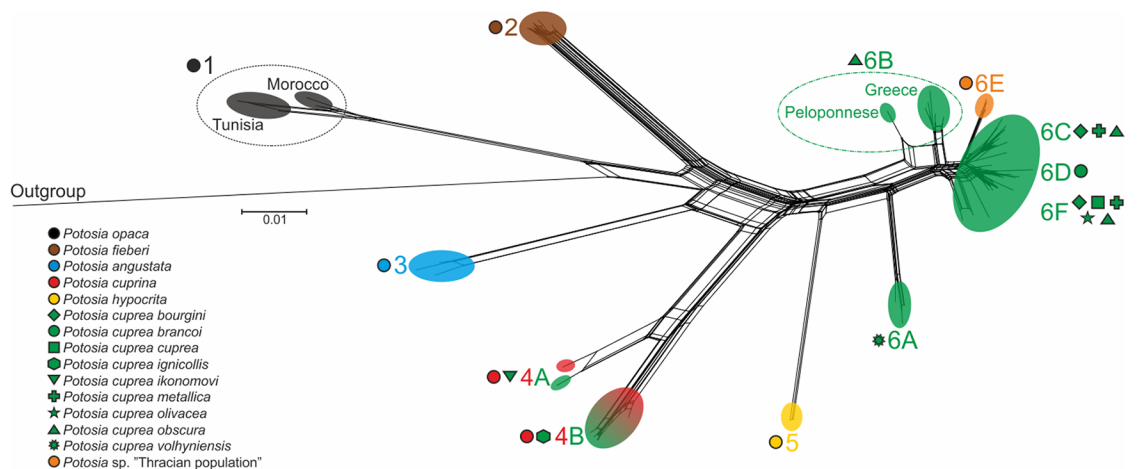 1
Morocco
Tunisia
2
6B
Greece
Peloponnese
6E
6C
6D
6F
Outgroup
0.01
3
6A
4A
4B
5
Potosia opaca
Potosia fieberi
Potosia angustata
Potosia cuprina
Potosia hypocrita
Potosia cuprea bourgini
Potosia cuprea brancoi
Potosia cuprea cuprea
Potosia cuprea ignicollis
Potosia cuprea ikonomovi
Potosia cuprea metallica
Potosia cuprea olivacea
Potosia cuprea obscura
Potosia cuprea volhyniensis
Potosia sp. "Thracian population"